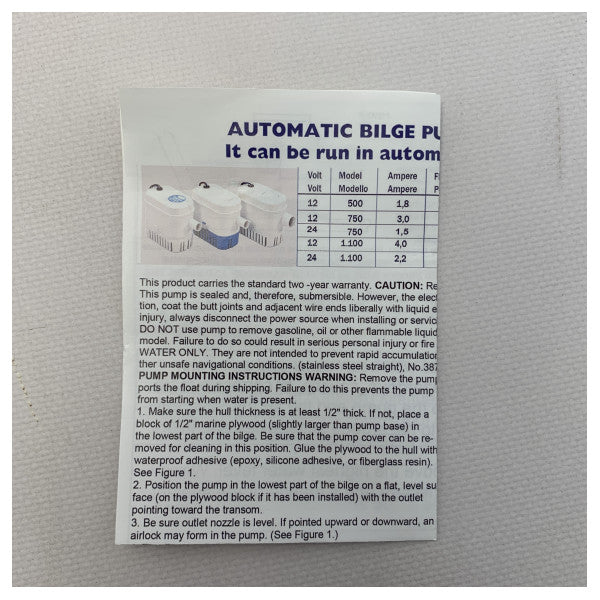 AUTOMATIC BILGE PU
It can be run in autom
Volt Model Ampere F
Volt Modello Ampere P
12 500 1,8
12 750 3,0
24 750 1,5
12 1.100 4,0
24 1.100 2,2
This product carries the standard two -year warranty. CAUTION: Re
This pump is sealed and, therefore, submersible. However, the elec
tion, coat the butt joints and adjacent wire ends liberally with liquid e
injury, always disconnect the power source when installing or servic
DO NOT use pump to remove gasoline, oil or other flammable liquid
model. Failure to do so could result in serious personal injury or fire
WATER ONLY. They are not intended to prevent rapid accumulation
ther unsafe navigational conditions. (stainless steel straight), No.387
PUMP MOUNTING INSTRUCTIONS WARNING: Remove the pump
ports the float during shipping. Failure to do this prevents the pump
from starting when water is present.
1. Make sure the hull thickness is at least 1/2" thick. If not, place a
block of 1/2" marine plywood (slightly larger than pump base) in
the lowest part of the bilge. Be sure that the pump cover can be re-
moved for cleaning in this position. Glue the plywood to the hull with
waterproof adhesive (epoxy, silicone adhesive, or fiberglass resin).
See Figure 1.
2. Position the pump in the lowest part of the bilge on a flat, level su
face (on the plywood block if it has been installed) with the outlet
pointing toward the transom.
3. Be sure outlet nozzle is level. If pointed upward or downward, an
airlock may form in the pump. (See Figure 1.)